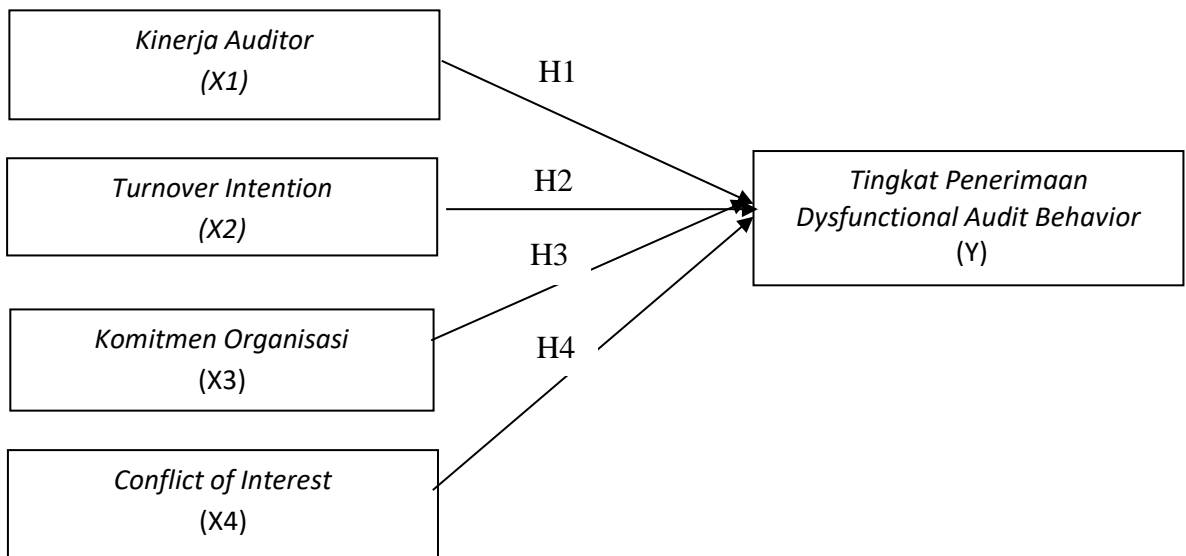 Kinerja Auditor
(X1)
H1
Turnover Intention
(X2)
H2
Tingkat Penerimaan
Dysfunctional Audit Behavior
(Y)
H3
Komitmen Organisasi
(X3)
H4
Conflict of Interest
(X4)